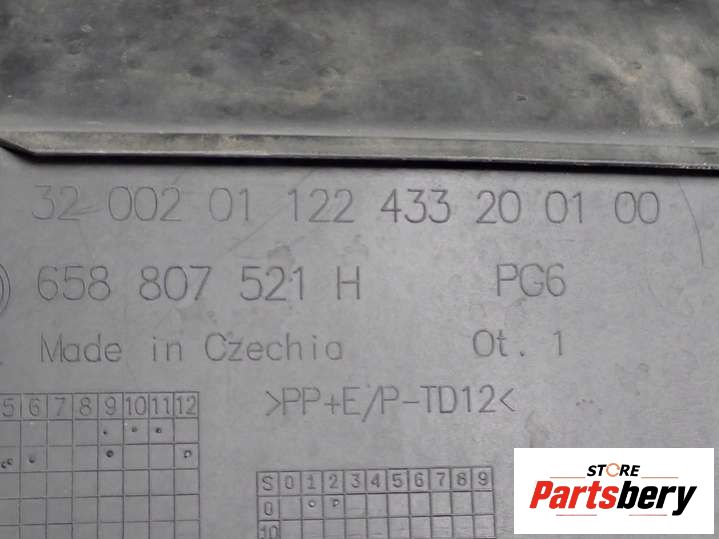 32 002 01 122 433 20 01 00
658 807 521 H PG6
Made in Czechia Ot. 1
>PP+E/P-TD12<
5 6 7 8 9 10 11 12
S 0 1 2 3 4 5 6 7 8 9
0
10
STORE
Partsbery